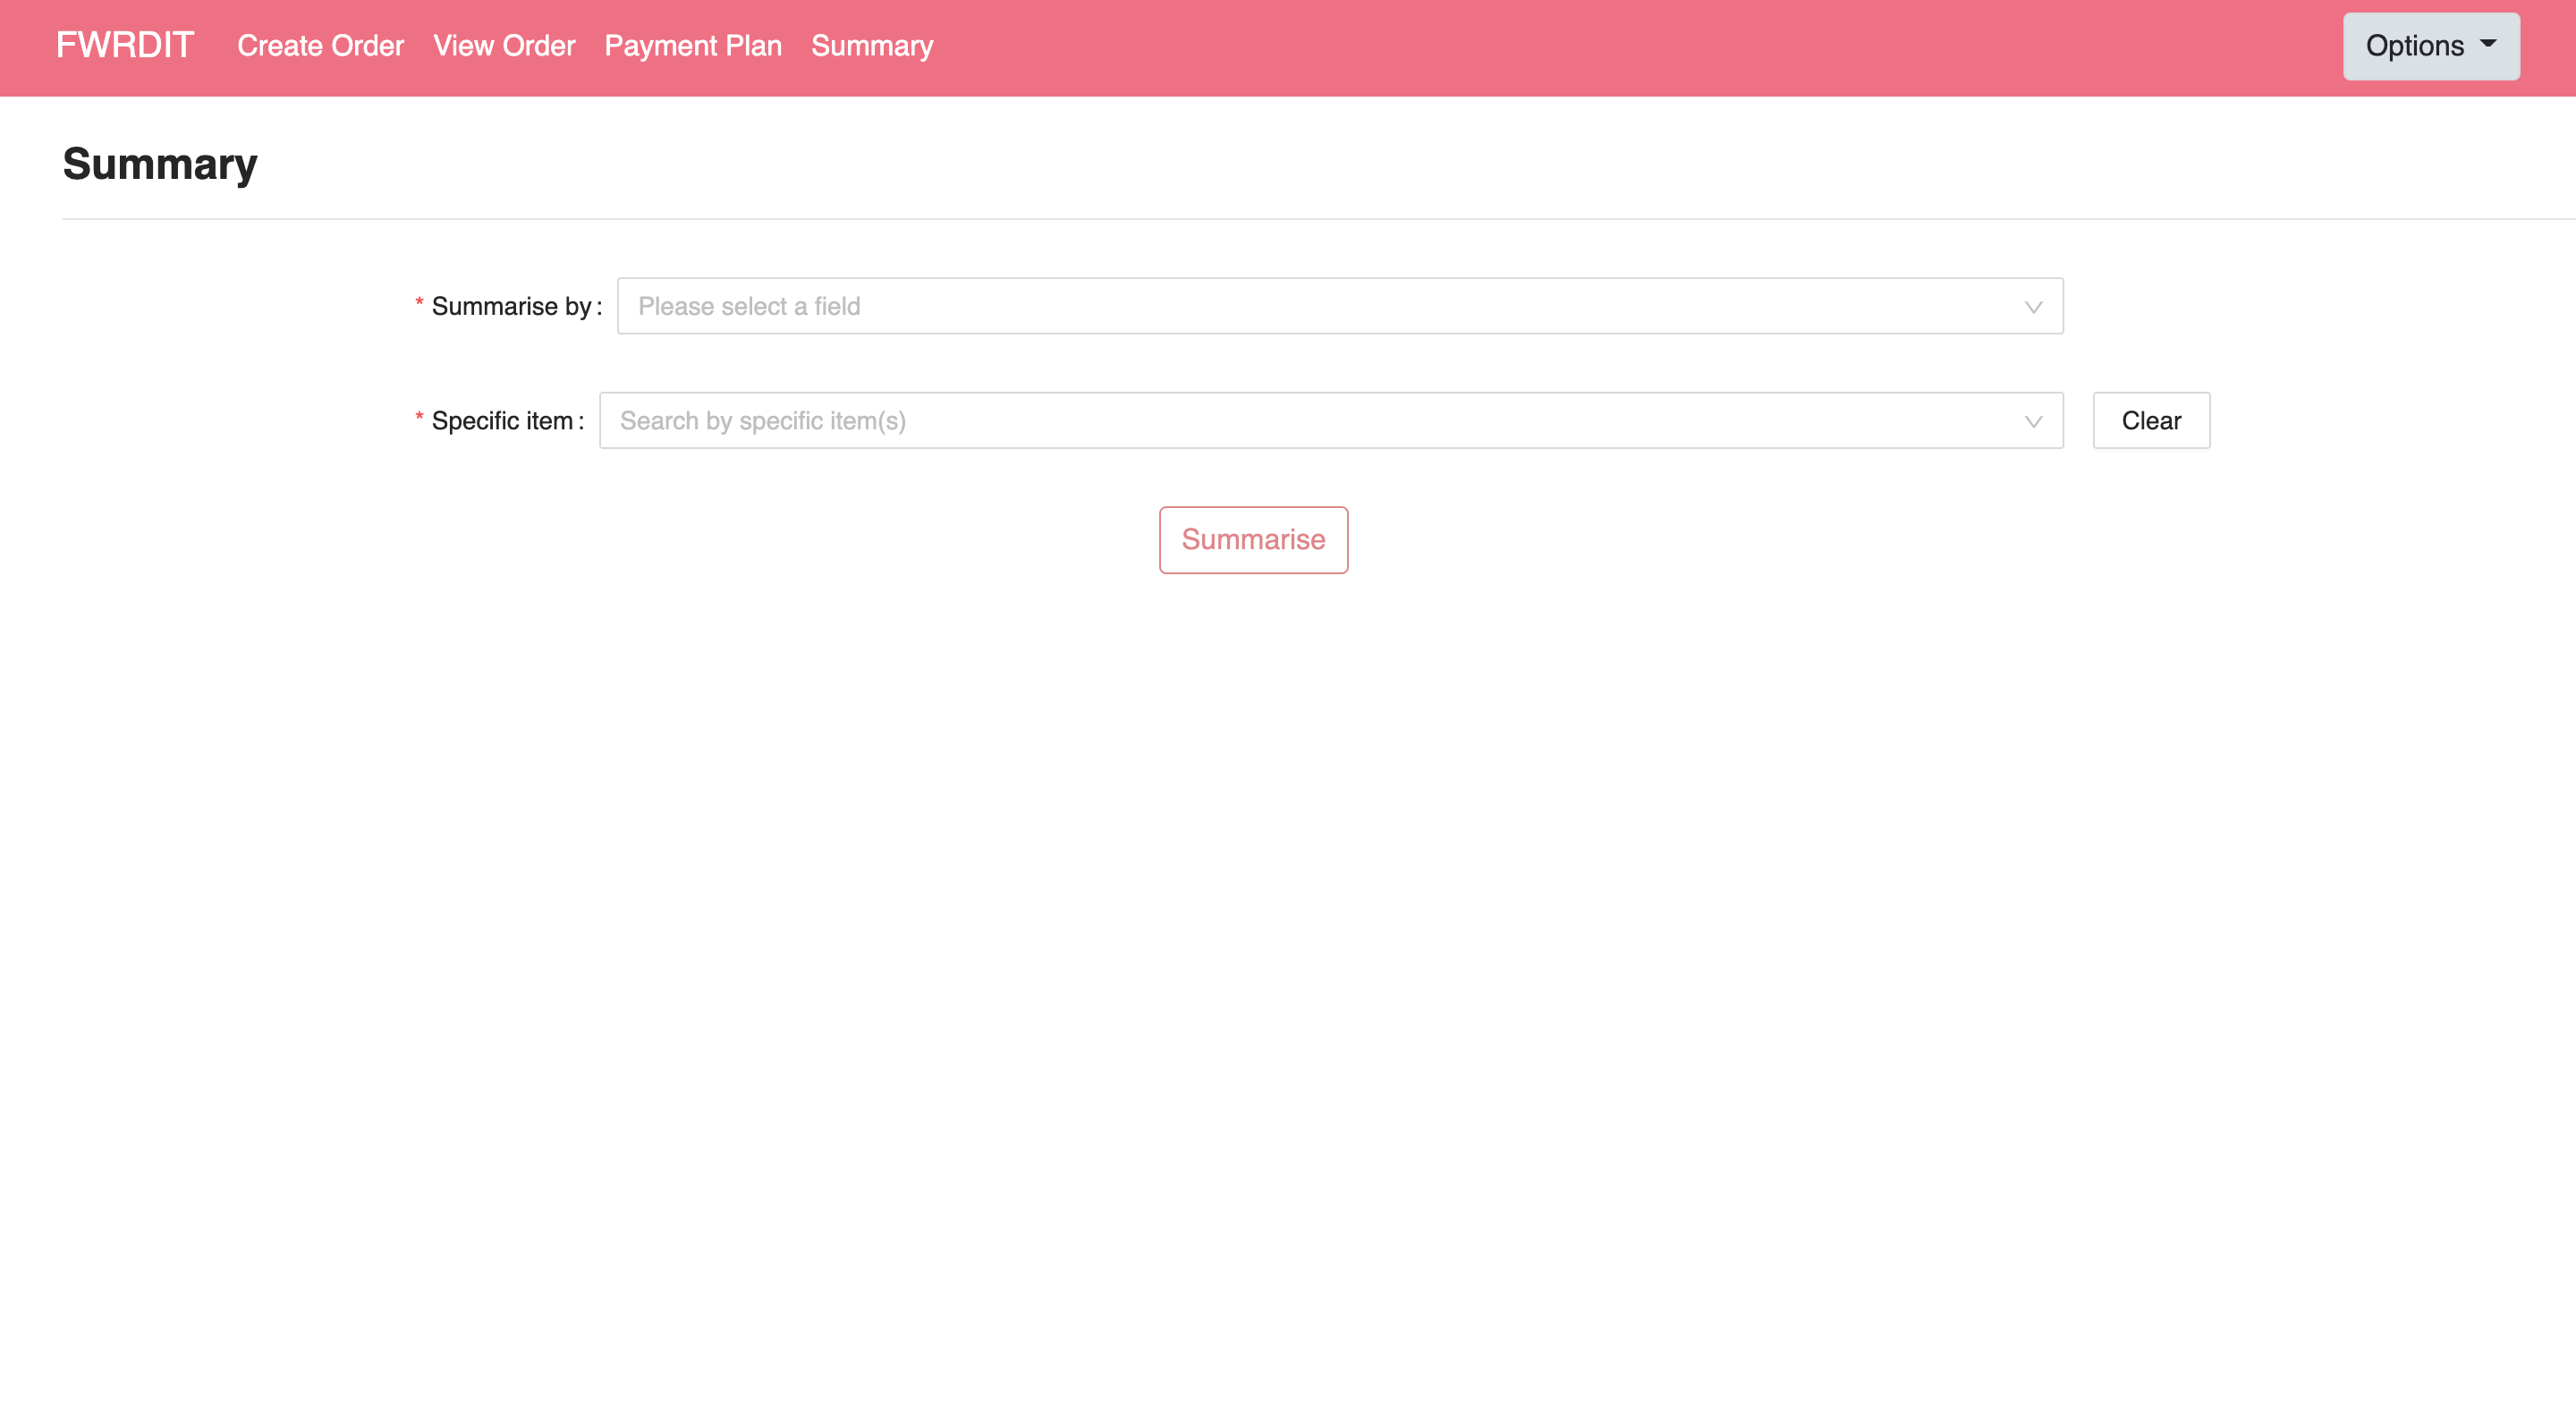 FWRDIT Create Order View Order Payment Plan Summary Options
Summary
* Summarise by : Please select a field
* Specific item : Search by specific item(s) Clear
Summarise